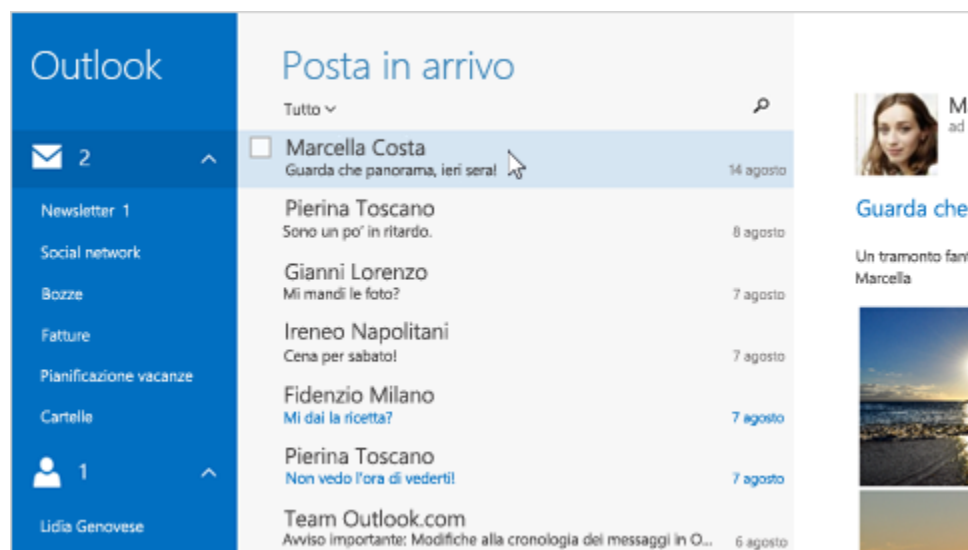 Outlook
2
Newsletter 1
Social network
Bozze
Fatture
Pianificazione vacanze
Cartelle
1
Lidia Genovese
Posta in arrivo
Tutto
Marcella Costa
Guarda che panorama, ieri sera!
14 agosto
Pierina Toscano
Sono un po' in ritardo.
8 agosto
Gianni Lorenzo
Mi mandi le foto?
7 agosto
Ireneo Napolitani
Cena per sabato!
7 agosto
Fidenzio Milano
Mi dai la ricetta?
7 agosto
Pierina Toscano
Non vedo l'ora di vederti!
7 agosto
Team Outlook.com
Avviso importante: Modifiche alla cronologia dei messaggi in O...
6 agosto
M
ad
Guarda che
Un tramonto fant
Marcella